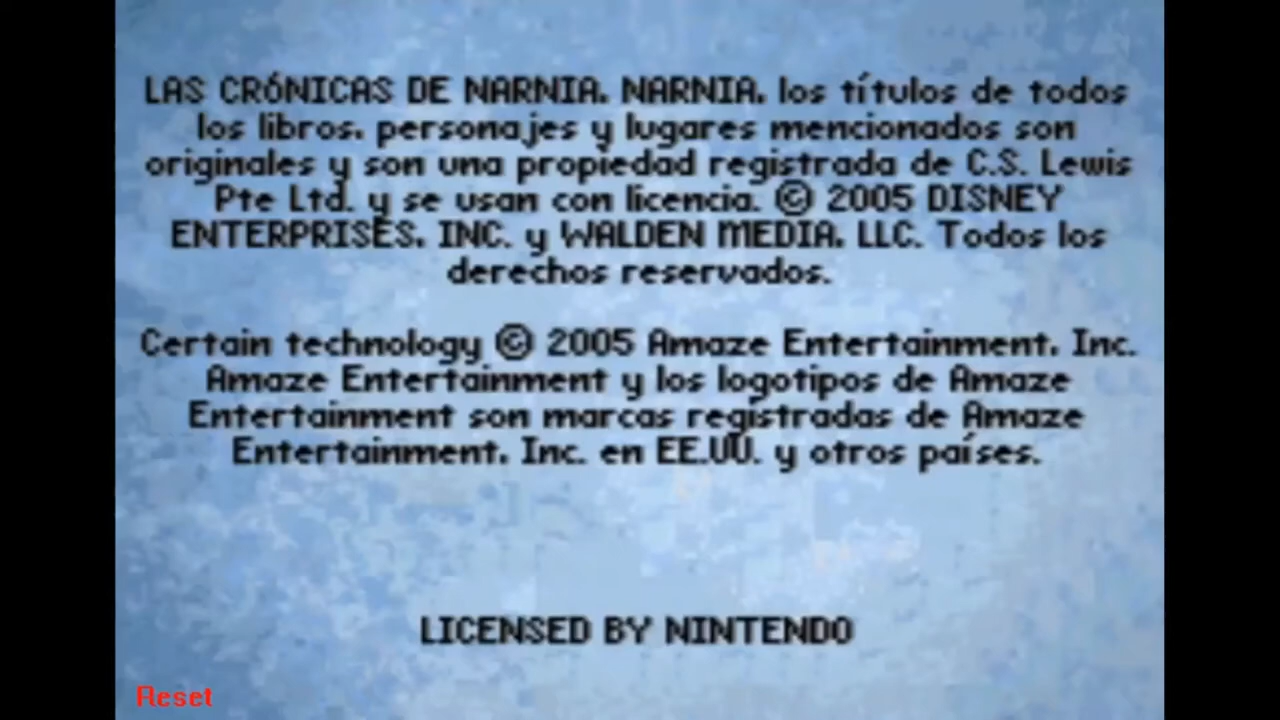 LAS CRÓNICAS DE NARNIA, NARNIA, los títulos de todos
los libros, personajes y lugares mencionados son
originales y son una propiedad registrada de C.S. Lewis
Pte Ltd. y se usan con licencia. © 2005 DISNEY
ENTERPRISES, INC. y WALDEN MEDIA, LLC. Todos los
derechos reservados.
Certain technology © 2005 Amaze Entertainment, Inc.
Amaze Entertainment y los logotipos de Amaze
Entertainment son marcas registradas de Amaze
Entertainment, Inc. en EE.UU. y otros países.
LICENSED BY NINTENDO
Reset